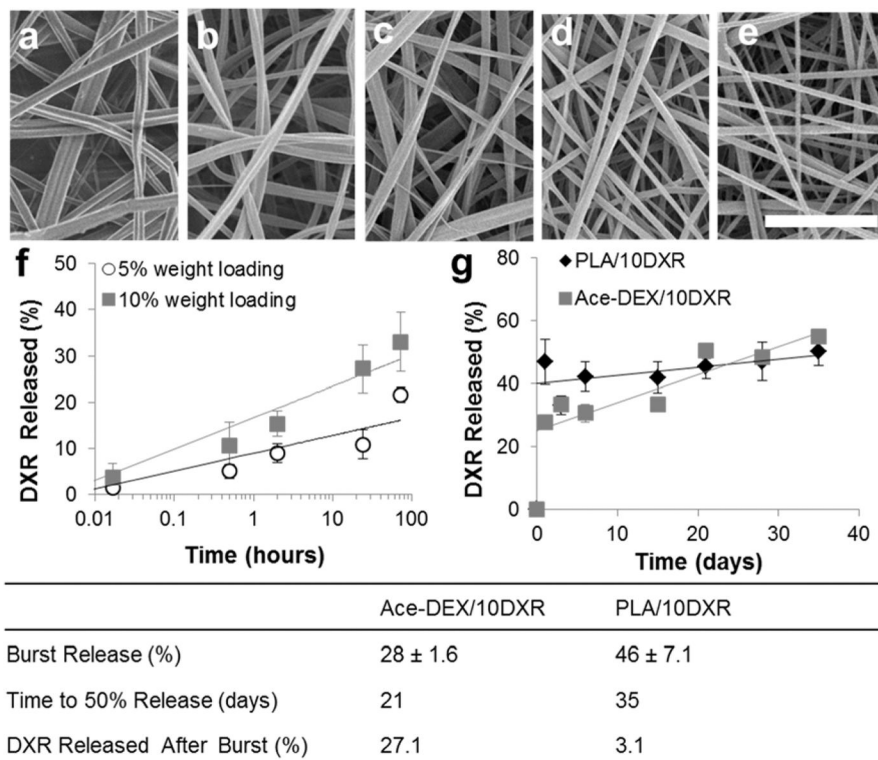 a b c d e
f g
50
40
30
20
10
0
0.01 0.1 1 10 100
DXR Released (%)
Time (hours)
5% weight loading
10% weight loading
80
60
40
20
0
0 10 20 30 40
DXR Released (%)
Time (days)
PLA/10DXR
Ace-DEX/10DXR
Ace-DEX/10DXR PLA/10DXR
Burst Release (%) 28 ± 1.6 46 ± 7.1
Time to 50% Release (days) 21 35
DXR Released After Burst (%) 27.1 3.1